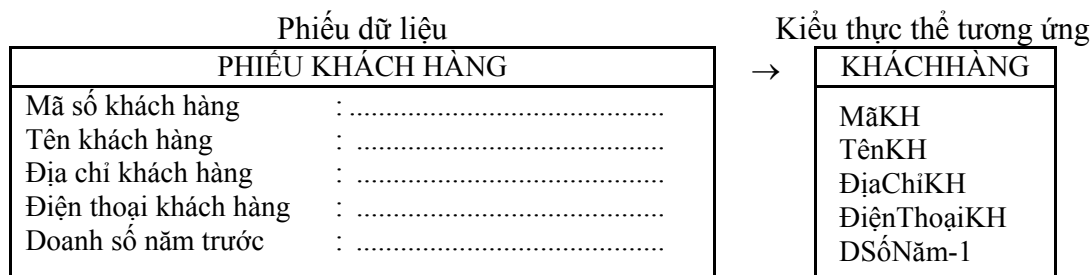 Phiếu dữ liệu Kiểu thực thể tương ứng
PHIẾU KHÁCH HÀNG → KHÁCHHÀNG
Mã số khách hàng : ..........................................
Tên khách hàng : ..........................................
Địa chỉ khách hàng : ..........................................
Điện thoại khách hàng : ..........................................
Doanh số năm trước : ..........................................
MãKH
TênKH
ĐịaChỉKH
ĐiệnThoạiKH
DSốNăm-1